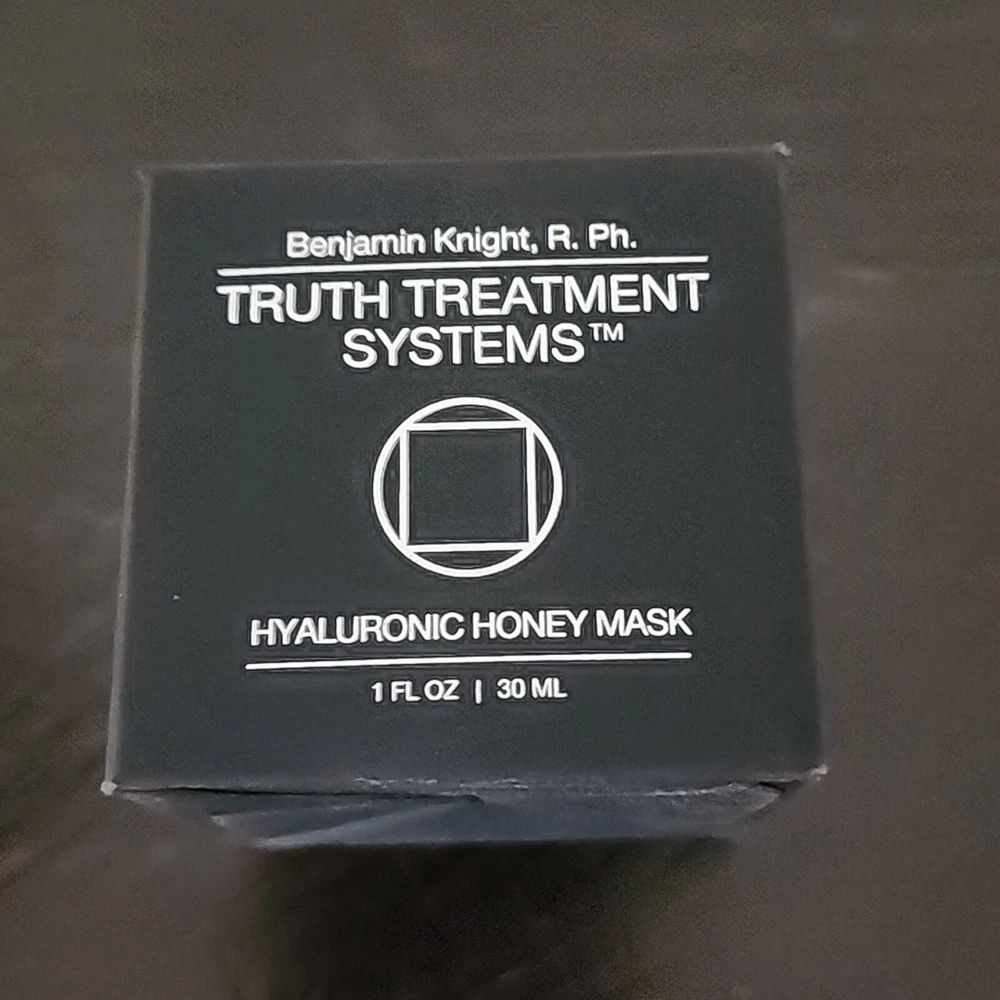 Benjamin Knight, R. Ph.
TRUTH TREATMENT
SYSTEMS™
HYALURONIC HONEY MASK
1 FL OZ | 30 ML